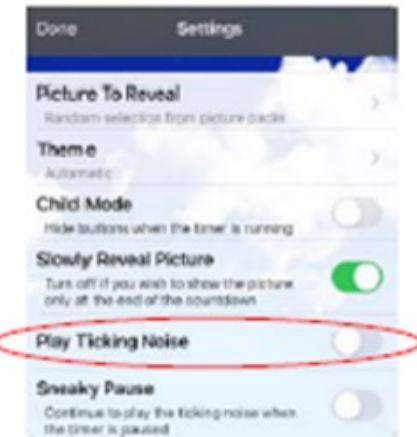 Done Settings
Picture To Reveal
Random selection from picture packs
Theme
Automatic
Child Mode
Hide buttons when the timer is running
Slowly Reveal Picture
Turn off if you wish to show the picture
only at the end of the countdown
Play Ticking Noise
Sneaky Pause
Continue to play the ticking noise when
the timer is paused